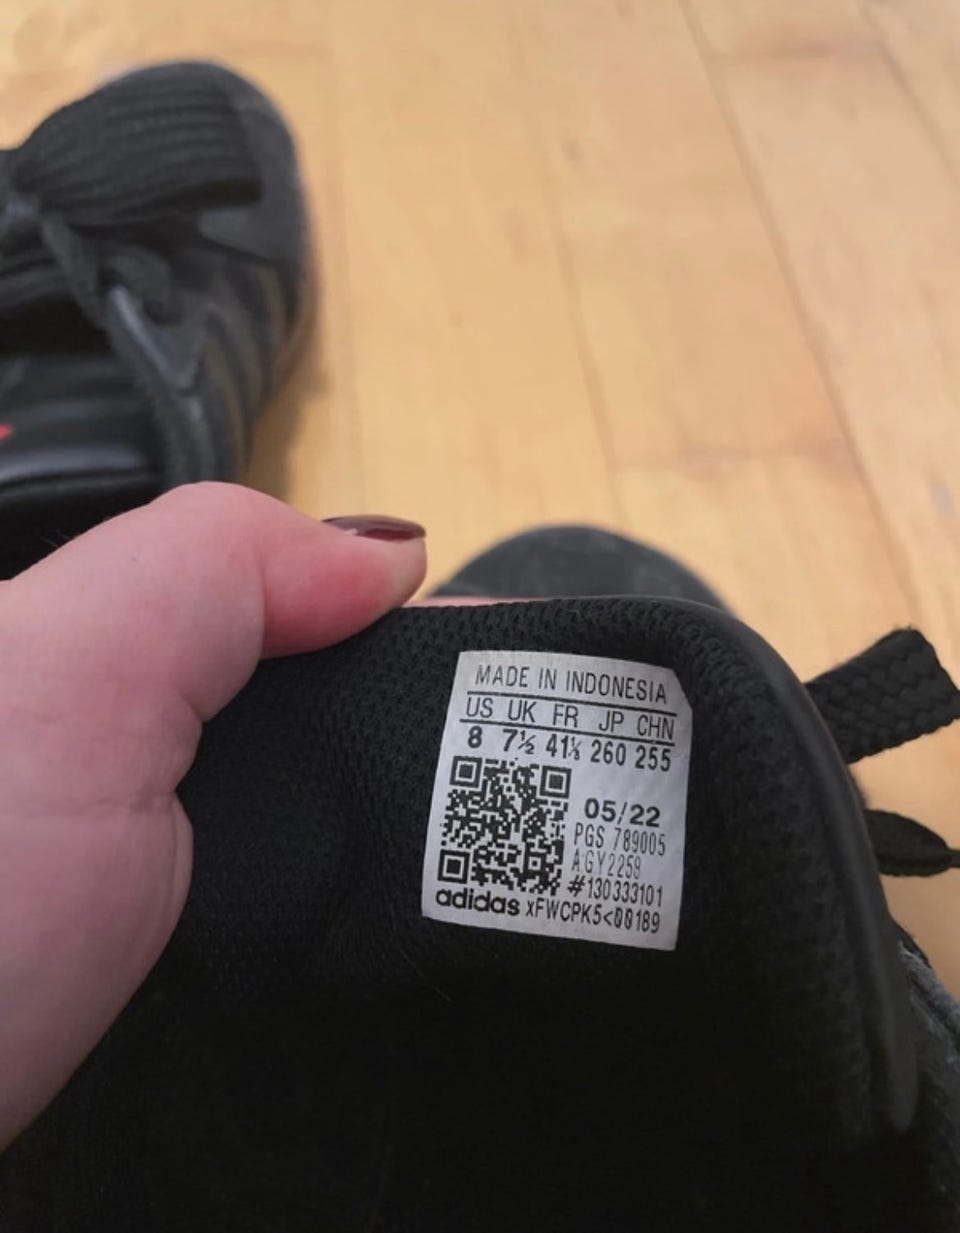 MADE IN INDONESIA
US UK FR JP CHN
8 7½ 41⅓ 260 255
05/22
PGS 789005
A:GY2259
#130333101
adidas xFWCPK5<00189